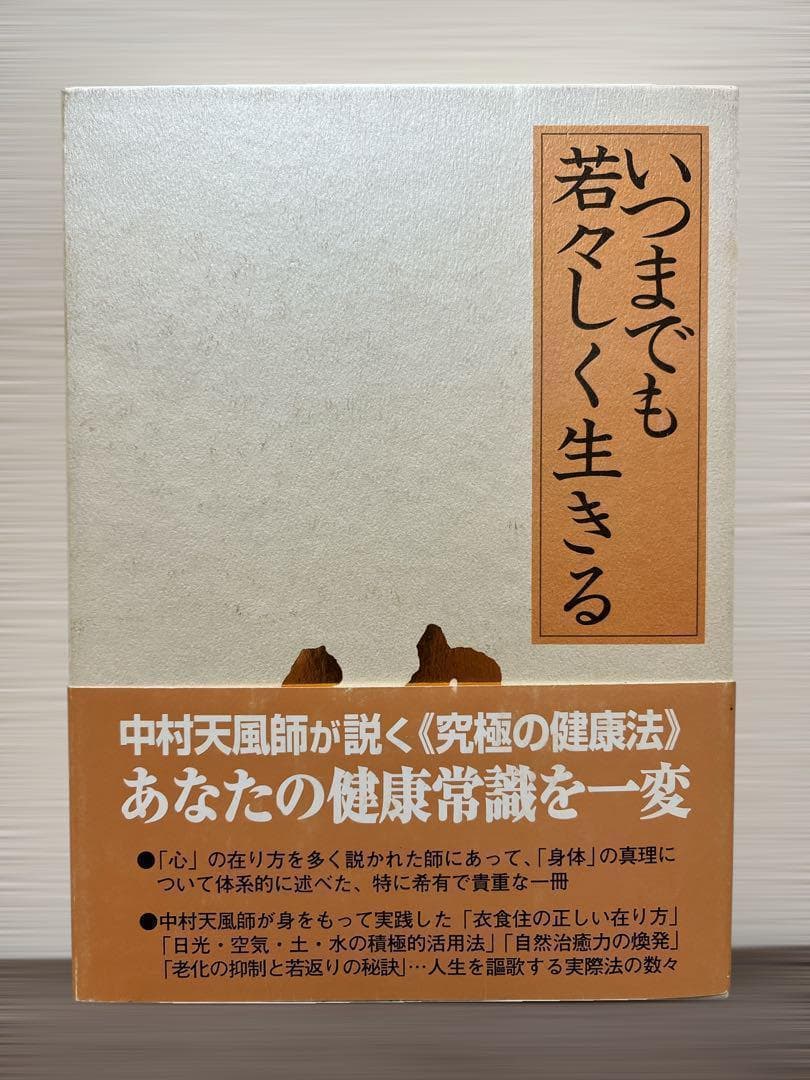 いつまでも
若々しく生きる
中村天風師が説く《究極の健康法》
あなたの健康常識を一変
●「心」の在り方を多く説かれた師にあって、「身体」の真理に
ついて体系的に述べた、特に希有で貴重な一冊
●中村天風師が身をもって実践した「衣食住の正しい在り方」
「日光・空気・土・水の積極的活用法」「自然治癒力の煥発」
「老化の抑制と若返りの秘訣」…人生を謳歌する実際法の数々